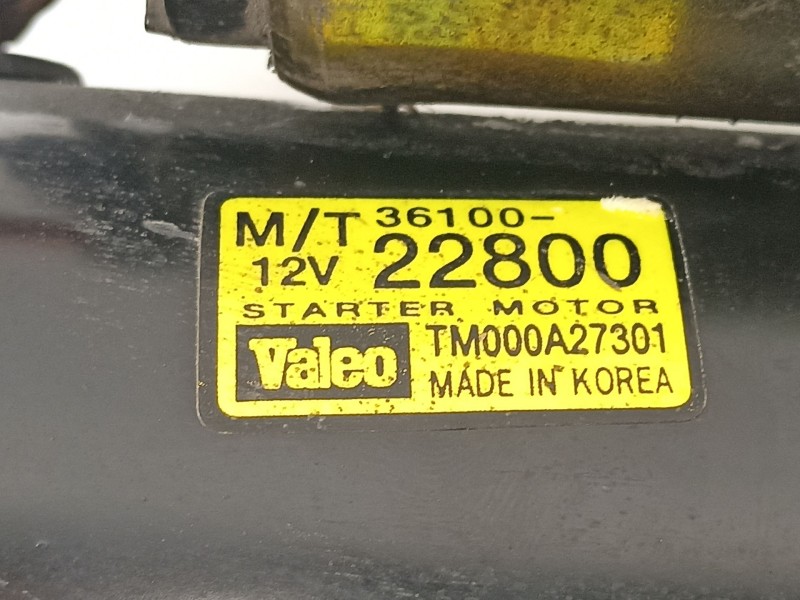 M/T 36100-
12V 22800
STARTER MOTOR
Valeo TM000A27301
MADE IN KOREA